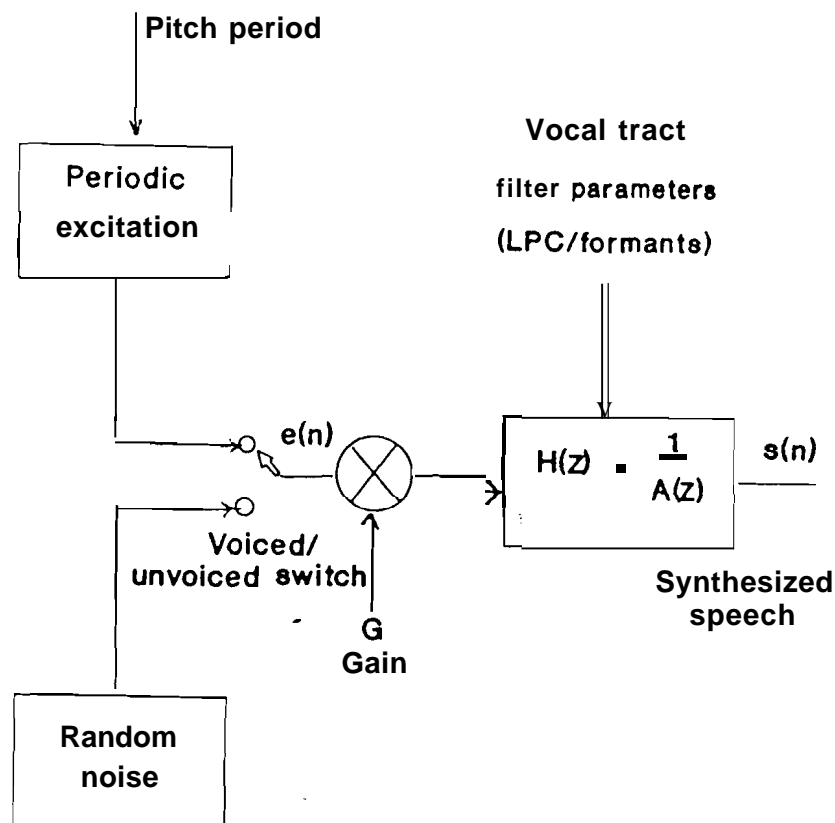 Pitch period
Periodic
excitation
Vocal tract
filter parameters
(LPC/formants)
e(n)
H(z) = 1
A(z)
s(n)
Voiced/
unvoiced switch
G
Gain
Synthesized
speech
Random
noise